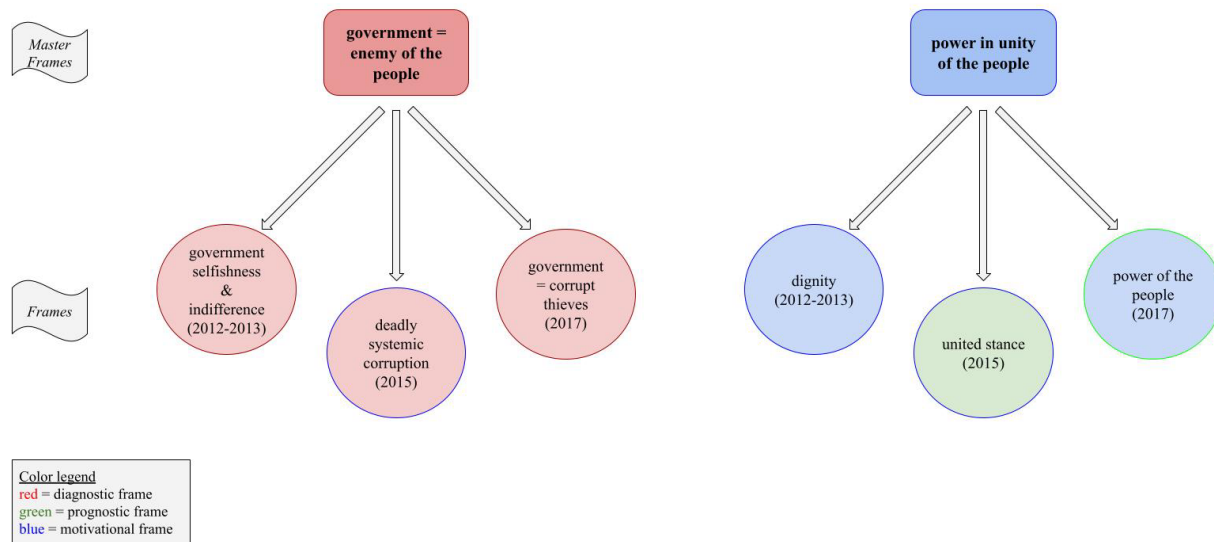 Master
Frames
government =
enemy of the
people
power in unity
of the people
government
selfishness
&
indifference
(2012-2013)
deadly
systemic
corruption
(2015)
government
= corrupt
thieves
(2017)
dignity
(2012-2013)
united stance
(2015)
power of the
people
(2017)
Frames
Color legend
red = diagnostic frame
green = prognostic frame
blue = motivational frame